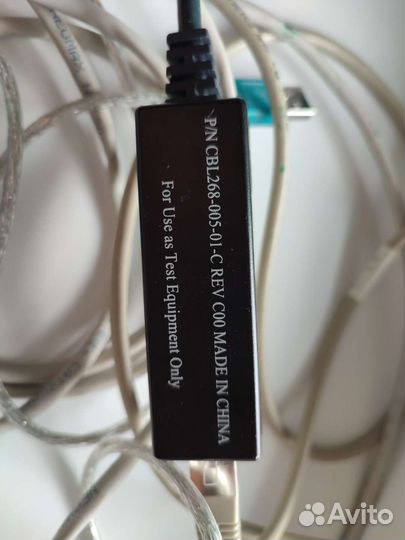 P/N CBL268-005-01-C REV C00 MADE IN CHINA
For Use as Test Equipment Only
Avito